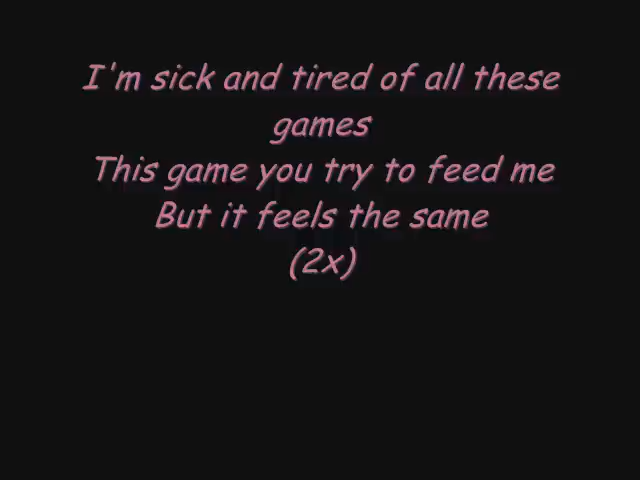 I'm sick and tired of all these
games
This game you try to feed me
But it feels the same
(2x)